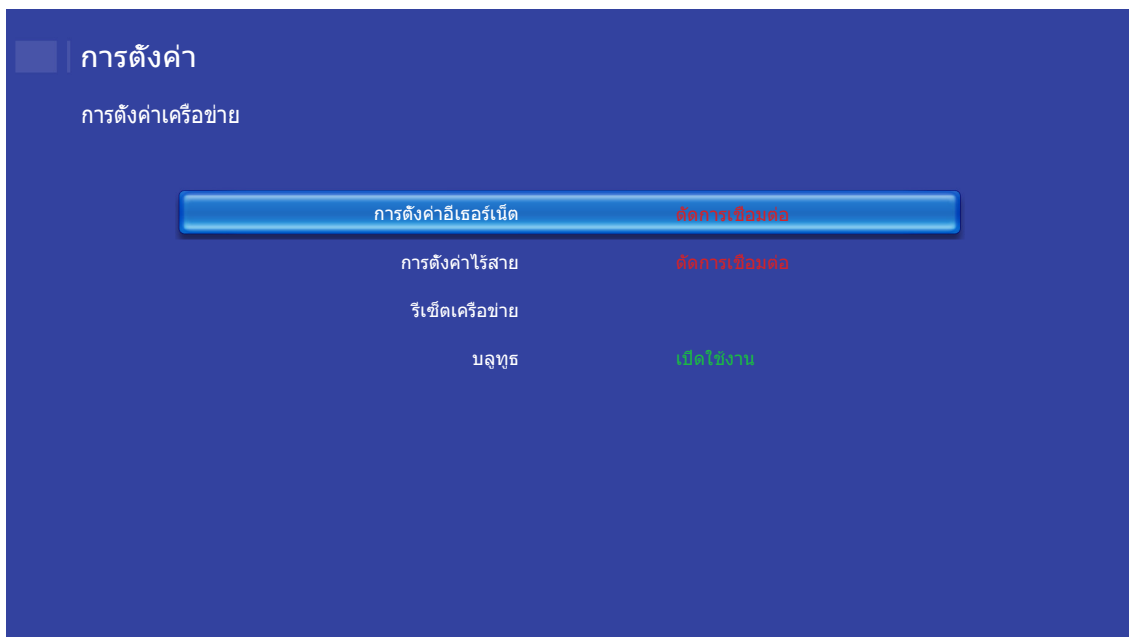 การตั้งค่า
การตั้งค่าเครือข่าย
การตั้งค่าอีเธอร์เน็ต ตัดการเชื่อมต่อ
การตั้งค่าไร้สาย ตัดการเชื่อมต่อ
รีเซ็ตเครือข่าย
บลูทูธ เปิดใช้งาน